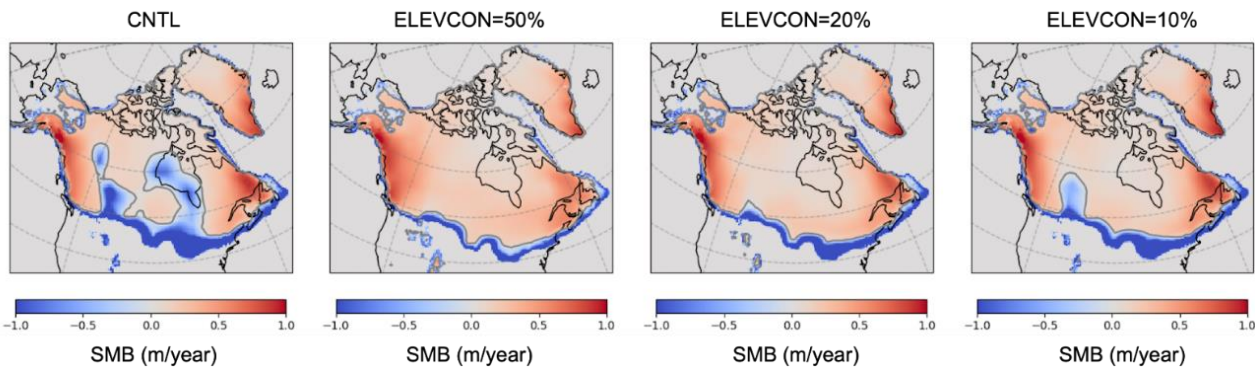 CNTL ELEVCON=50% ELEVCON=20% ELEVCON=10%
−1.0 −0.5 0.0 0.5 1.0 −1.0 −0.5 0.0 0.5 1.0 −1.0 −0.5 0.0 0.5 1.0 −1.0 −0.5 0.0 0.5 1.0
SMB (m/year) SMB (m/year) SMB (m/year) SMB (m/year)